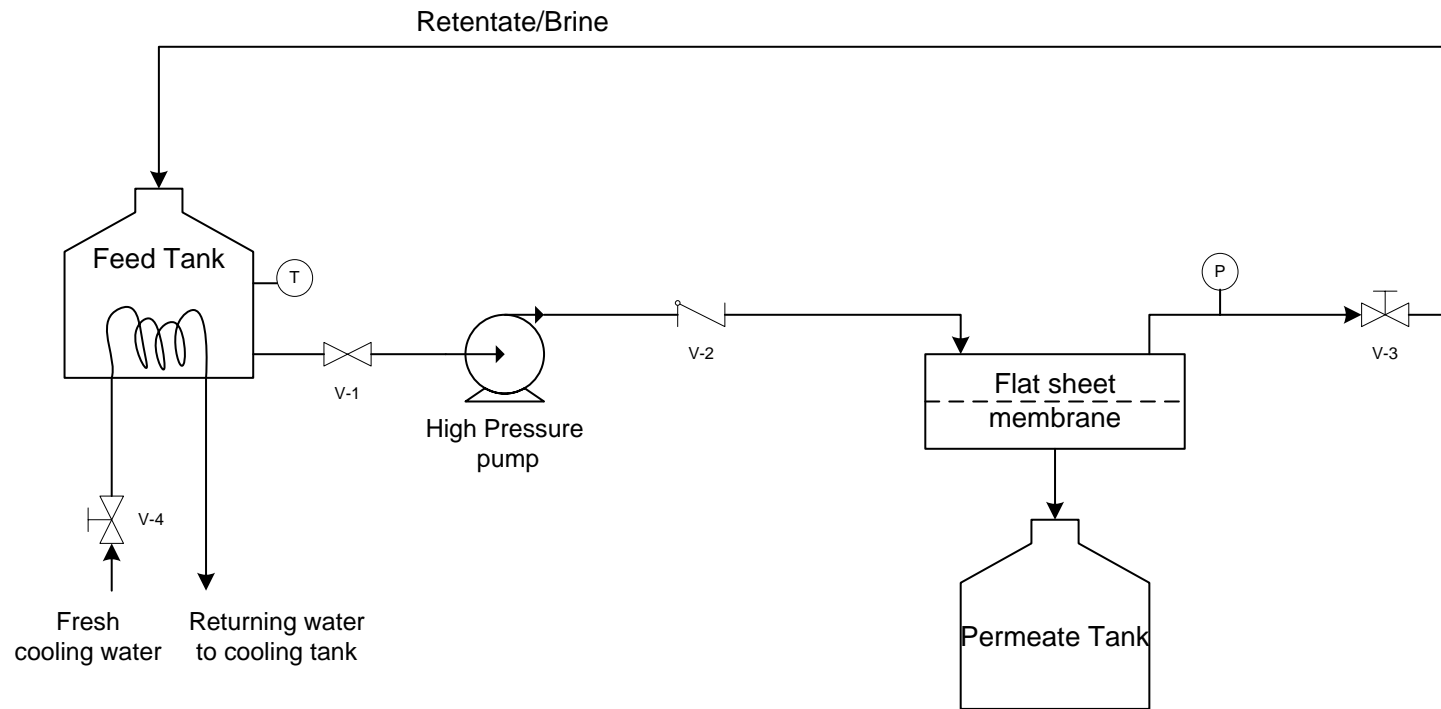 Retentate/Brine
Feed Tank
T
P
V-1
V-2
V-3
High Pressure
pump
Flat sheet
membrane
V-4
Fresh
cooling water
Returning water
to cooling tank
Permeate Tank